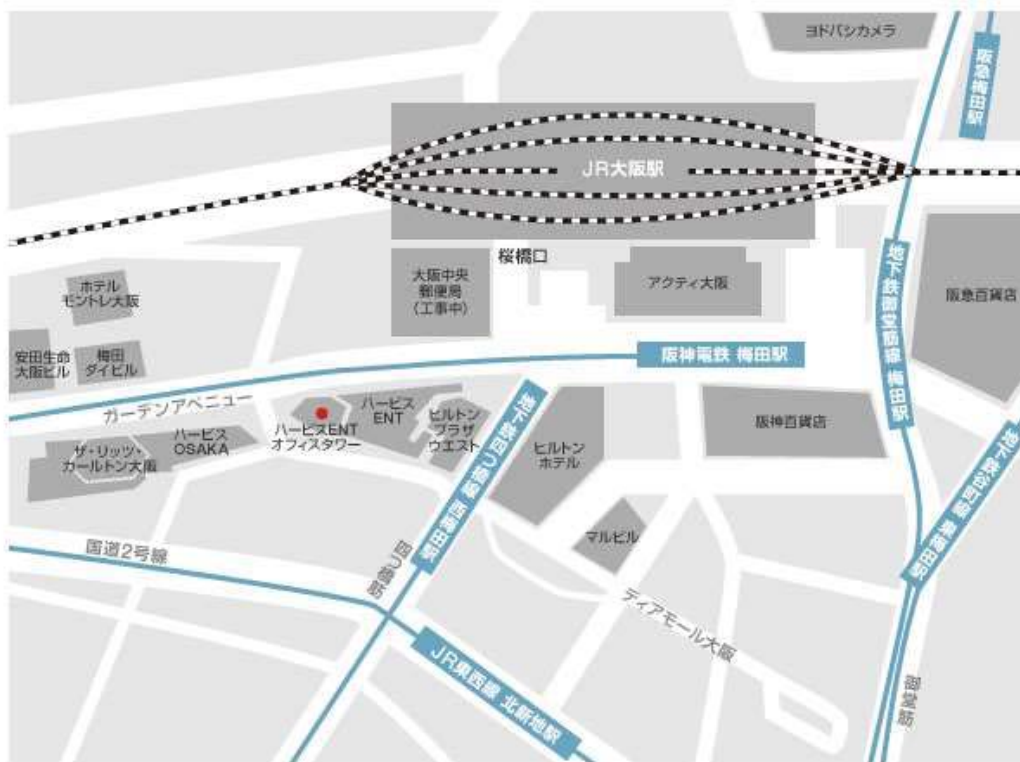 ヨドバシカメラ
阪急梅田駅
JR大阪駅
桜橋口
大阪中央
郵便局
（工事中）
アクティ大阪
地下鉄御堂筋線 梅田駅
阪急百貨店
ホテル
モントレ大阪
安田生命
大阪ビル
梅田
ダイビル
阪神電鉄 梅田駅
ガーデンアベニュー
ハービスENT
オフィスタワー
ハービス
ENT
ヒルトン
プラザ
ウエスト
地下鉄四つ橋線 西梅田駅
ヒルトン
ホテル
阪神百貨店
ハービス
OSAKA
ザ・リッツ・
カールトン大阪
地下鉄谷町線 東梅田駅
マルビル
国道2号線
四つ橋筋
ディアモール大阪
JR東西線 北新地駅
御堂筋